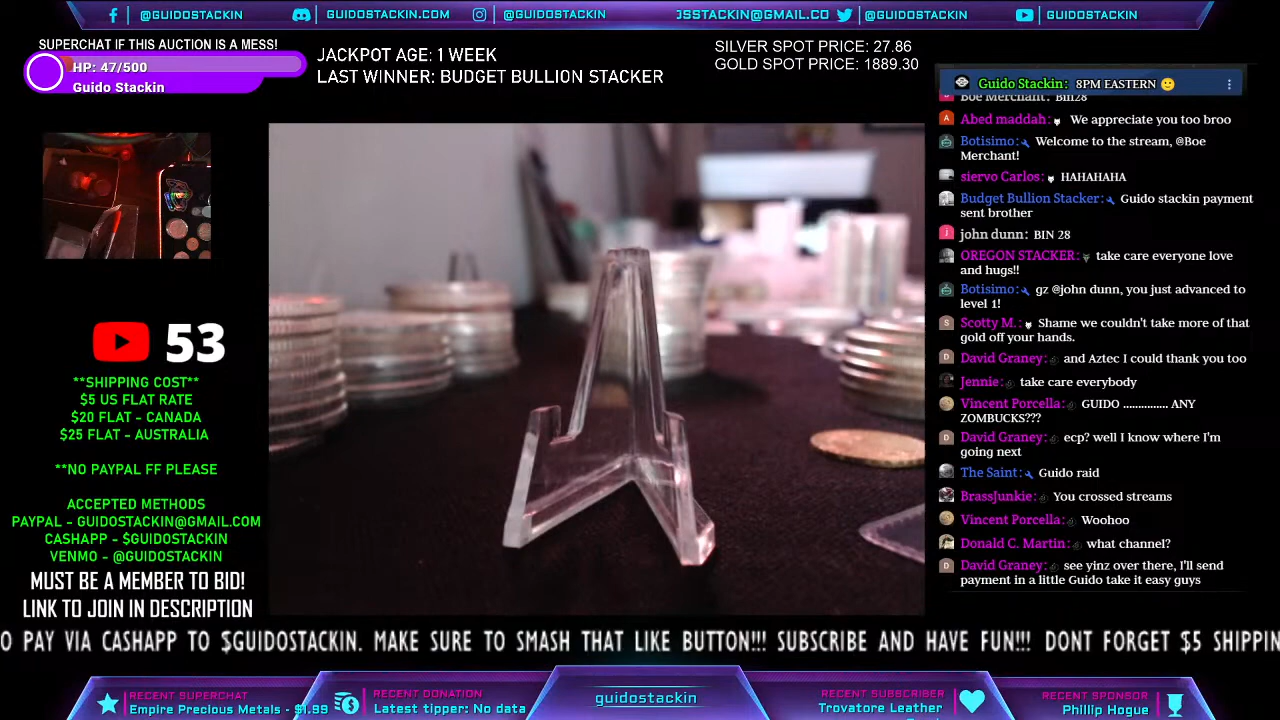 @GUIDOSTACKIN
GUIDOSTACKIN.COM
@GUIDOSTACKIN
SSTACKIN@GMAIL.CO
@GUIDOSTACKIN
GUIDOSTACKIN
SUPERCHAT IF THIS AUCTION IS A MESS!
HP: 47/500
Guido Stackin
JACKPOT AGE: 1 WEEK
LAST WINNER: BUDGET BULLION STACKER
SILVER SPOT PRICE: 27.86
GOLD SPOT PRICE: 1889.30
Guido Stackin: 8PM EASTERN 🙂
Boe Merchant: Bin28
Abed maddah: We appreciate you too broo
Botisimo: Welcome to the stream, @Boe
Merchant!
siervo Carlos: HAHAHAHA
Budget Bullion Stacker: Guido stackin payment
sent brother
john dunn: BIN 28
OREGON STACKER: take care everyone love
and hugs!!
Botisimo: gz @john dunn, you just advanced to
level 1!
Scotty M.: Shame we couldn't take more of that
gold off your hands.
David Graney: and Aztec I could thank you too
Jennie: take care everybody
Vincent Porcella: GUIDO ............... ANY
ZOMBUCKS???
David Graney: ecp? well I know where I'm
going next
The Saint: Guido raid
BrassJunkie: You crossed streams
Vincent Porcella: Woohoo
Donald C. Martin: what channel?
David Graney: see yinz over there, I'll send
payment in a little Guido take it easy guys
53
**SHIPPING COST**
$5 US FLAT RATE
$20 FLAT - CANADA
$25 FLAT - AUSTRALIA
**NO PAYPAL FF PLEASE
ACCEPTED METHODS
PAYPAL - GUIDOSTACKIN@GMAIL.COM
CASHAPP - $GUIDOSTACKIN
VENMO - @GUIDOSTACKIN
MUST BE A MEMBER TO BID!
LINK TO JOIN IN DESCRIPTION
O PAY VIA CASHAPP TO $GUIDOSTACKIN. MAKE SURE TO SMASH THAT LIKE BUTTON!!! SUBSCRIBE AND HAVE FUN!!! DONT FORGET $5 SHIPPIN
RECENT SUPERCHAT
Empire Precious Metals - $1.99
RECENT DONATION
Latest tipper: No data
guidostackin
RECENT SUBSCRIBER
Trovatore Leather
RECENT SPONSOR
Phillip Hogue